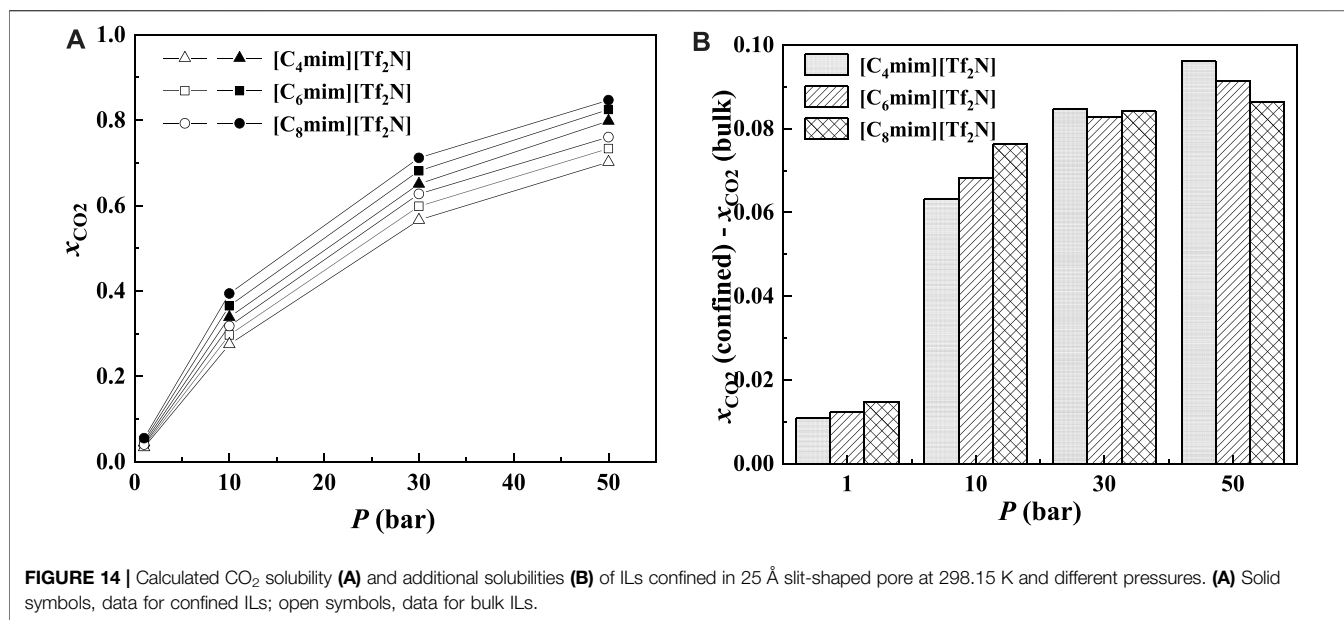 A
1.0
0.8
0.6
0.4
0.2
0.0
x_CO2
[C₄mim][Tf₂N]
[C₆mim][Tf₂N]
[C₈mim][Tf₂N]
0 10 20 30 40 50
P (bar)
B
0.10
0.08
0.06
0.04
0.02
0.00
x_CO2 (confined) - x_CO2 (bulk)
[C₄mim][Tf₂N]
[C₆mim][Tf₂N]
[C₈mim][Tf₂N]
1 10 30 50
P (bar)
FIGURE 14 | Calculated CO₂ solubility (A) and additional solubilities (B) of ILs confined in 25 Å slit-shaped pore at 298.15 K and different pressures. (A) Solid
symbols, data for confined ILs; open symbols, data for bulk ILs.